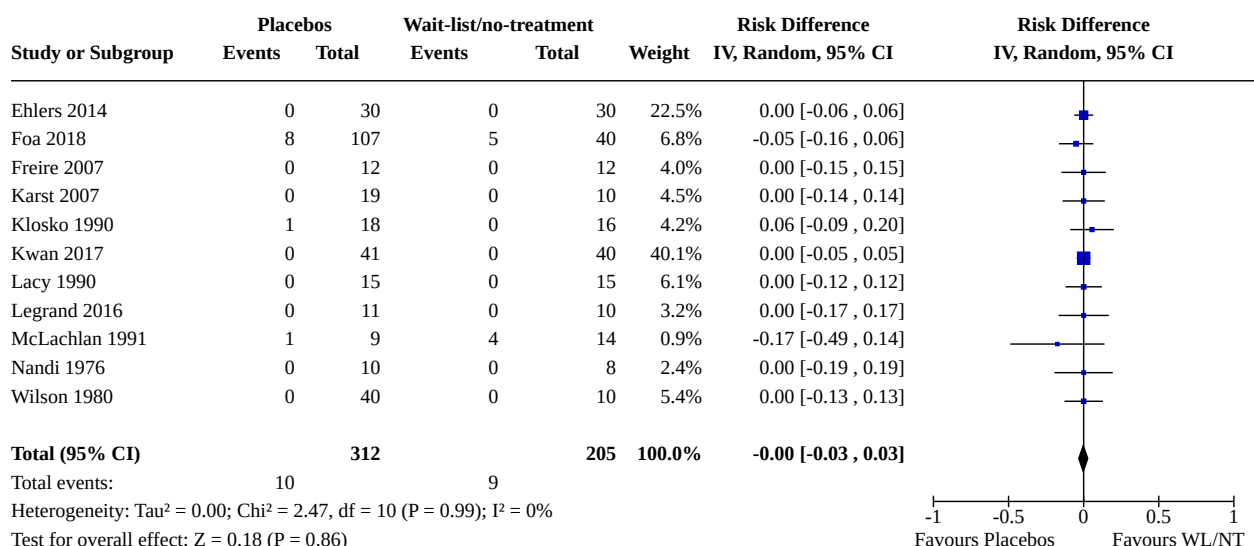 Placebos Wait-list/no-treatment Risk Difference Risk Difference
Study or Subgroup Events Total Events Total Weight IV, Random, 95% CI IV, Random, 95% CI
Ehlers 2014 0 30 0 30 22.5% 0.00 [-0.06 , 0.06]
Foa 2018 8 107 5 40 6.8% -0.05 [-0.16 , 0.06]
Freire 2007 0 12 0 12 4.0% 0.00 [-0.15 , 0.15]
Karst 2007 0 19 0 10 4.5% 0.00 [-0.14 , 0.14]
Klosko 1990 1 18 0 16 4.2% 0.06 [-0.09 , 0.20]
Kwan 2017 0 41 0 40 40.1% 0.00 [-0.05 , 0.05]
Lacy 1990 0 15 0 15 6.1% 0.00 [-0.12 , 0.12]
Legrand 2016 0 11 0 10 3.2% 0.00 [-0.17 , 0.17]
McLachlan 1991 1 9 4 14 0.9% -0.17 [-0.49 , 0.14]
Nandi 1976 0 10 0 8 2.4% 0.00 [-0.19 , 0.19]
Wilson 1980 0 40 0 10 5.4% 0.00 [-0.13 , 0.13]
Total (95% CI) 312 205 100.0% -0.00 [-0.03 , 0.03]
Total events: 10 9
Heterogeneity: Tau² = 0.00; Chi² = 2.47, df = 10 (P = 0.99); I² = 0%
-1 -0.5 0 0.5 1
Test for overall effect: Z = 0.18 (P = 0.86) Favours Placebos Favours WL/NT